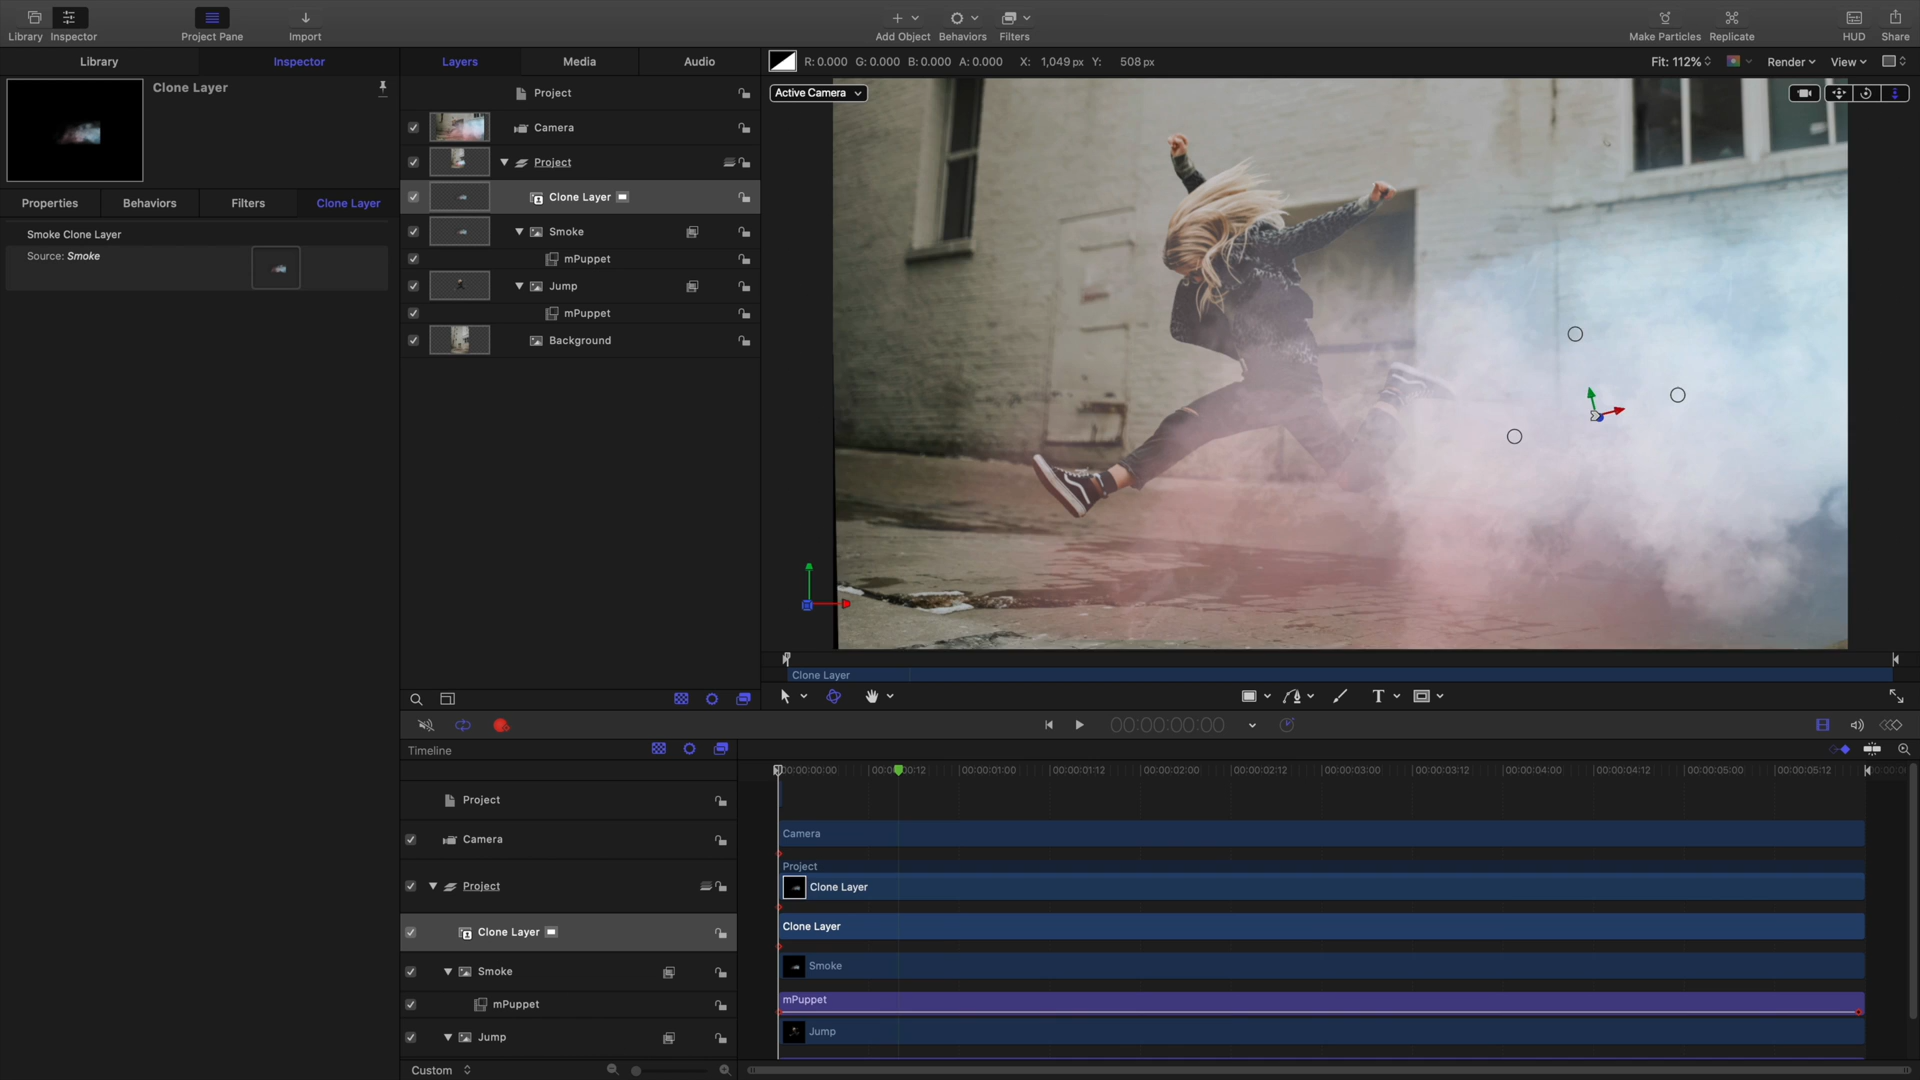 Library
Inspector
Project Pane
Import
Add Object
Behaviors
Filters
Make Particles
Replicate
HUD
Share
Library
Inspector
Layers
Media
Audio
R: 0.000 G: 0.000 B: 0.000 A: 0.000 X: 1,049 px Y: 508 px
Fit: 112%
Render
View
Clone Layer
Properties
Behaviors
Filters
Clone Layer
Smoke Clone Layer
Source: Smoke
Project
Camera
Project
Clone Layer
Smoke
mPuppet
Jump
mPuppet
Background
Active Camera
Clone Layer
00:00:00:00
Timeline
00:00:00:00
00:00:01:00
00:00:01:12
00:00:02:00
00:00:02:12
00:00:03:00
00:00:03:12
00:00:04:00
00:00:04:12
00:00:05:00
00:00:05:12
Project
Camera
Project
Clone Layer
Smoke
mPuppet
Jump
Custom
Camera
Project
Clone Layer
Clone Layer
Smoke
mPuppet
Jump